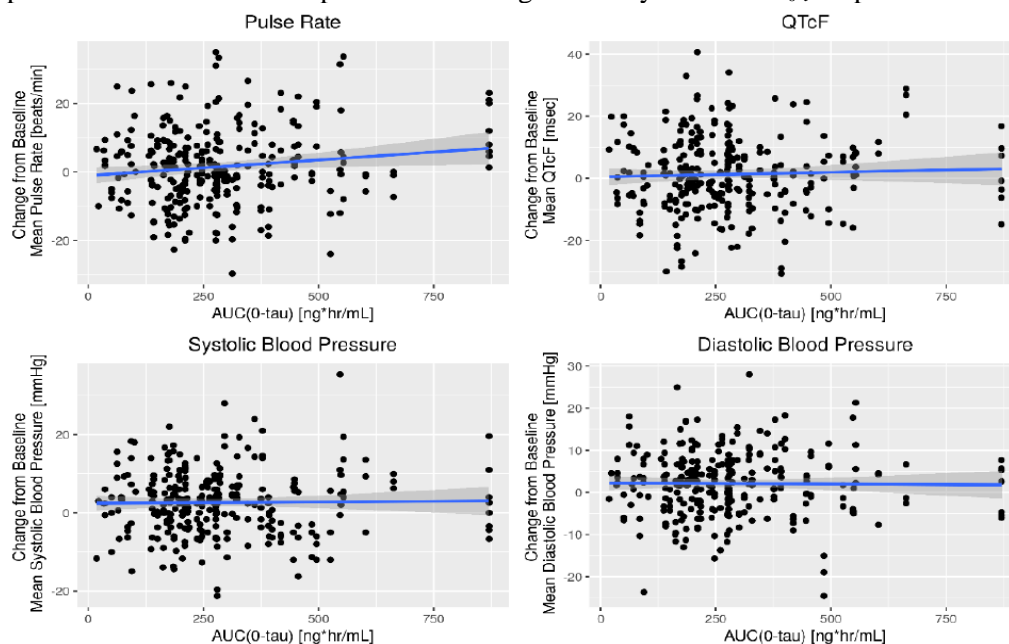 Pulse Rate
QTcF
Change from Baseline
Mean Pulse Rate [beats/min]
20
0
-20
0
250
500
750
AUC(0-tau) [ng*hr/mL]
Change from Baseline
Mean QTcF [msec]
40
20
0
-20
0
250
500
750
AUC(0-tau) [ng*hr/mL]
Systolic Blood Pressure
Diastolic Blood Pressure
Change from Baseline
Mean Systolic Blood Pressure [mmHg]
20
0
-20
0
250
500
750
AUC(0-tau) [ng*hr/mL]
Change from Baseline
Mean Diastolic Blood Pressure [mmHg]
30
20
10
0
-10
-20
0
250
500
750
AUC(0-tau) [ng*hr/mL]